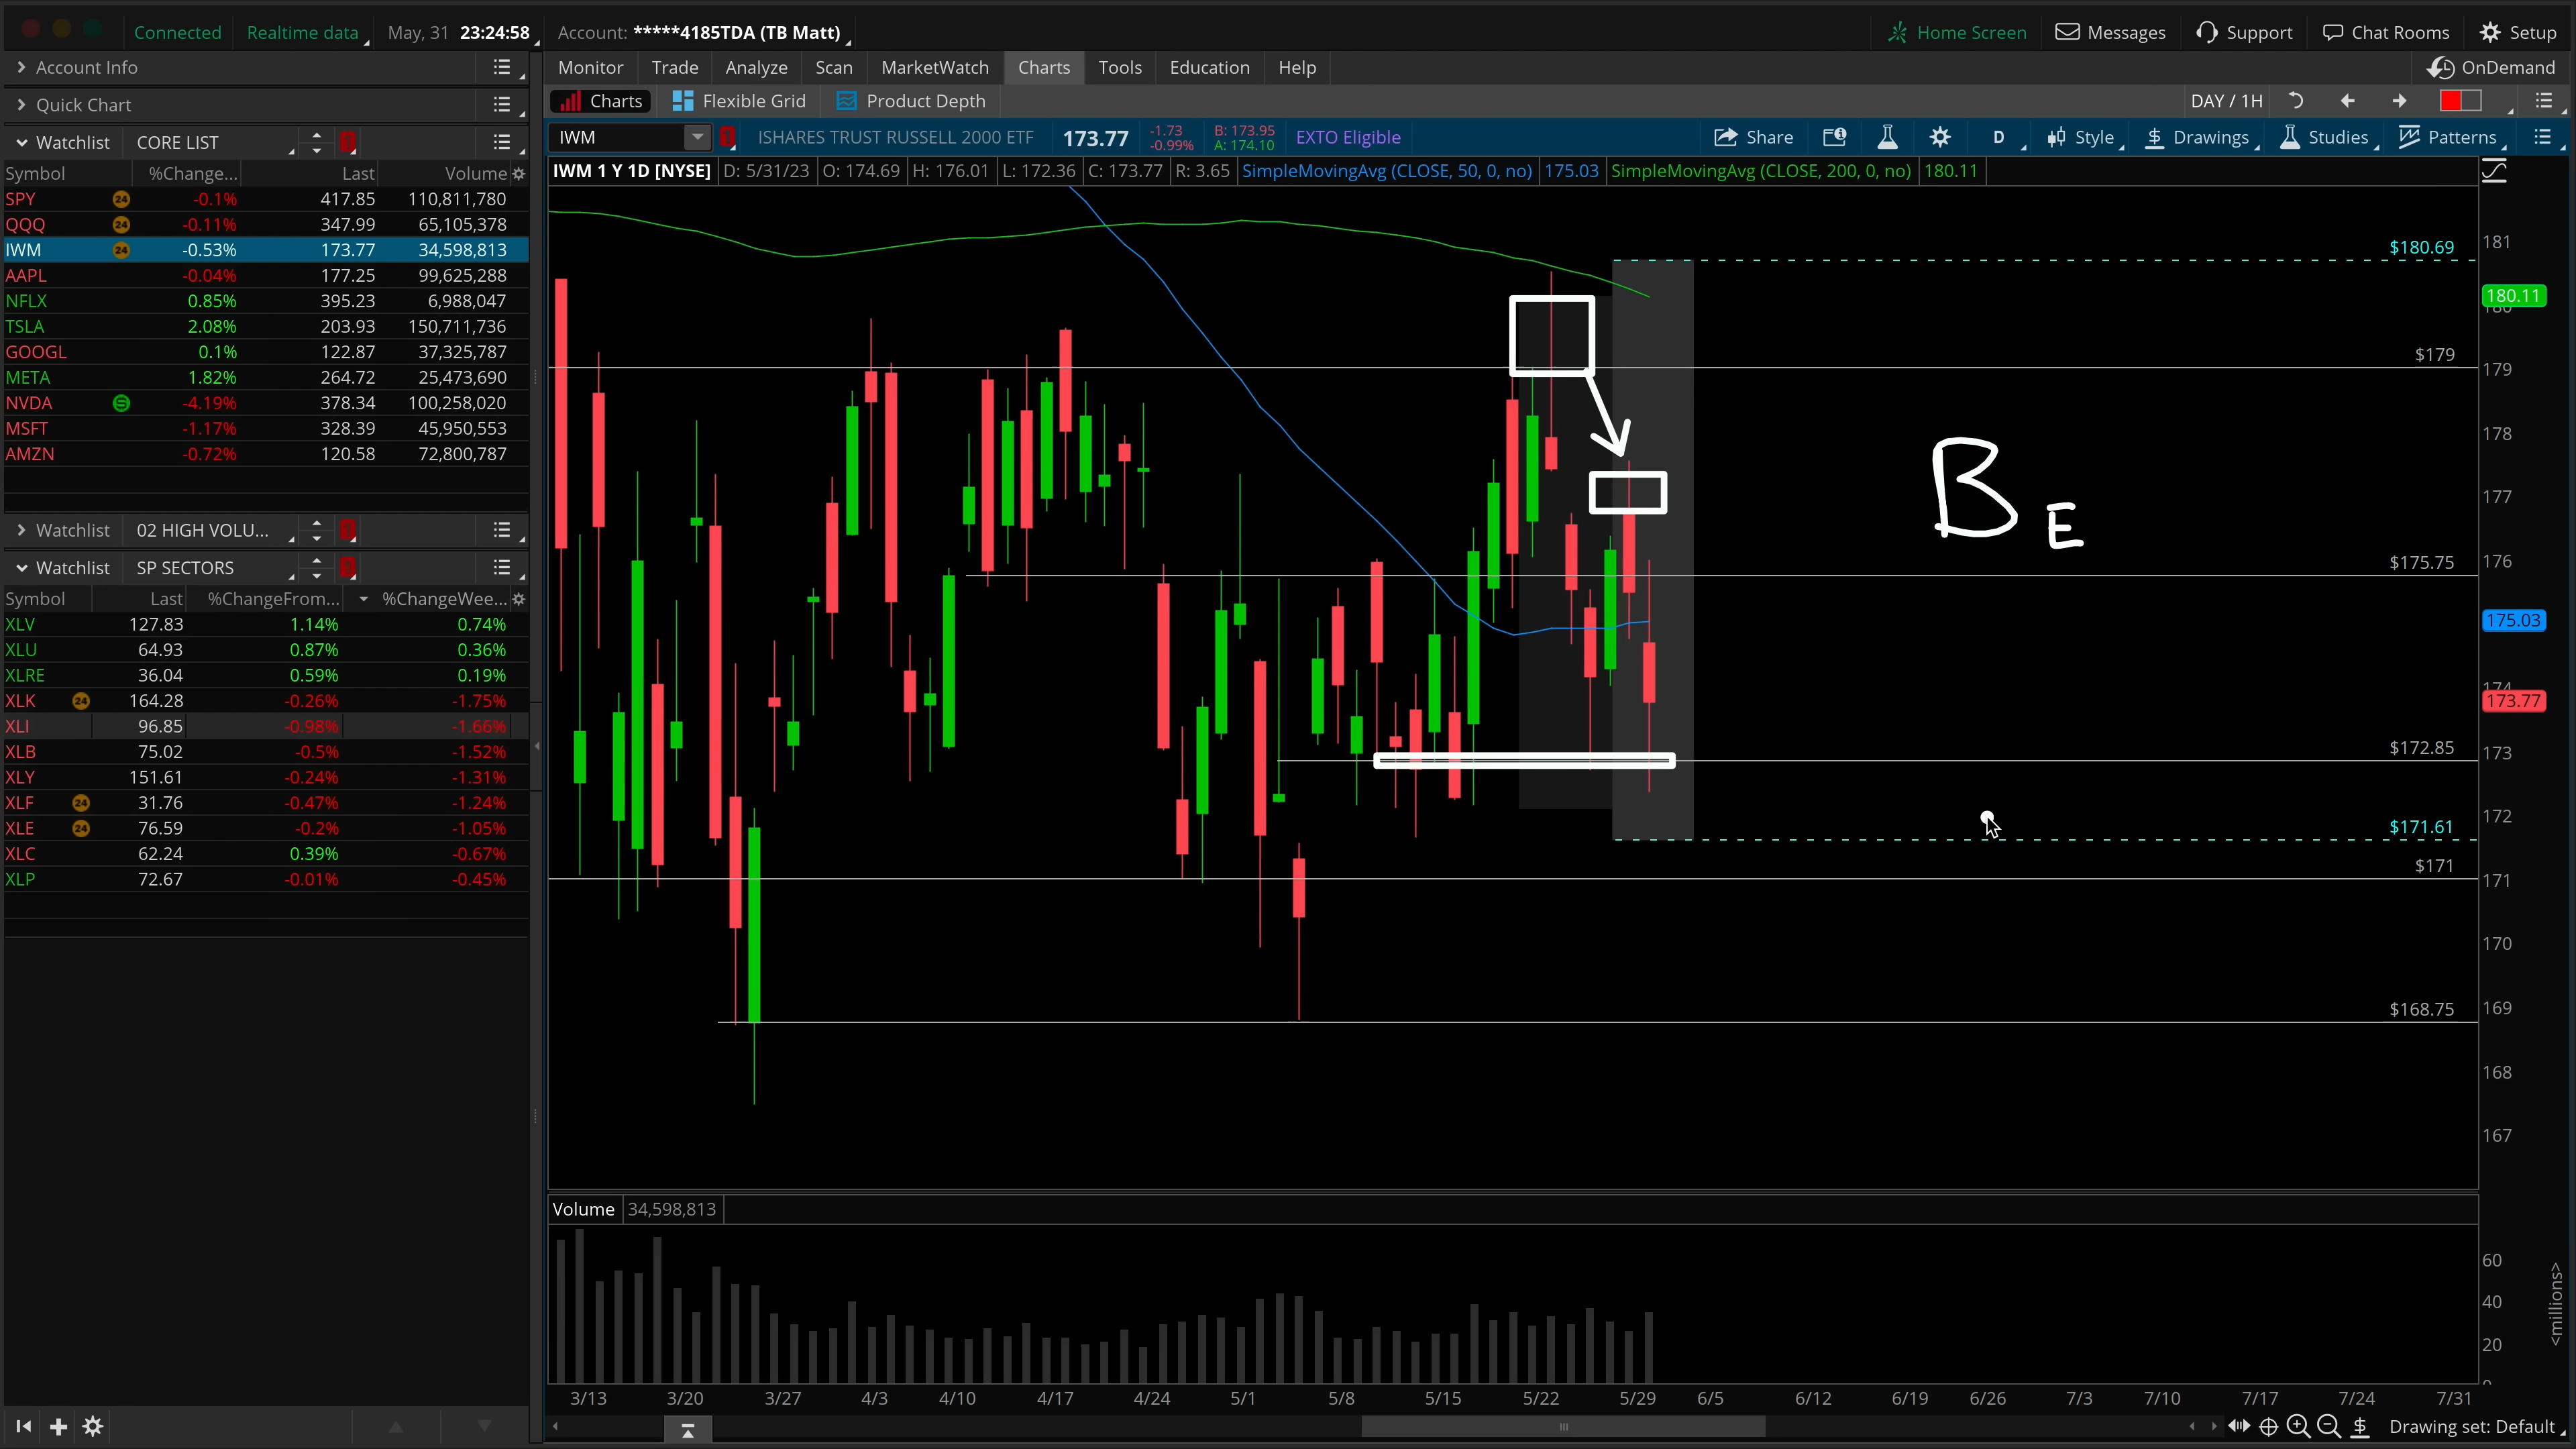 Connected Realtime data May, 31 23:24:58 Account: *****4185TDA (TB Matt) Home Screen Messages Support Chat Rooms Setup
Account Info
Monitor Trade Analyze Scan MarketWatch Charts Tools Education Help OnDemand
Quick Chart
Charts Flexible Grid Product Depth DAY / 1H
Watchlist CORE LIST 1
IWM 1 ISHARES TRUST RUSSELL 2000 ETF 173.77 -1.73 -0.99% B: 173.95 A: 174.10 EXTO Eligible Share D Style Drawings Studies Patterns
IWM 1 Y 1D [NYSE] D: 5/31/23 O: 174.69 H: 176.01 L: 172.36 C: 173.77 R: 3.65 SimpleMovingAvg (CLOSE, 50, 0, no) 175.03 SimpleMovingAvg (CLOSE, 200, 0, no) 180.11
Symbol %Change... Last Volume
SPY 24 -0.1% 417.85 110,811,780
QQQ 24 -0.11% 347.99 65,105,378
IWM 24 -0.53% 173.77 34,598,813
AAPL -0.04% 177.25 99,625,288
NFLX 0.85% 395.23 6,988,047
TSLA 2.08% 203.93 150,711,736
GOOGL 0.1% 122.87 37,325,787
META 1.82% 264.72 25,473,690
NVDA S -4.19% 378.34 100,258,020
MSFT -1.17% 328.39 45,950,553
AMZN -0.72% 120.58 72,800,787
Watchlist 02 HIGH VOLU... 1
Watchlist SP SECTORS 1
Symbol Last %ChangeFrom... %ChangeWee...
XLV 127.83 1.14% 0.74%
XLU 64.93 0.87% 0.36%
XLRE 36.04 0.59% 0.19%
XLK 24 164.28 -0.26% -1.75%
XLI 96.85 -0.98% -1.66%
XLB 75.02 -0.5% -1.52%
XLY 151.61 -0.24% -1.31%
XLF 24 31.76 -0.47% -1.24%
XLE 24 76.59 -0.2% -1.05%
XLC 62.24 0.39% -0.67%
XLP 72.67 -0.01% -0.45%
181
$180.69
180.11
180
$179
179
178
177
B E
176
$175.75
175.03
174
173.77
$172.85
173
172
$171.61
$171
171
170
$168.75
169
168
167
Volume 34,598,813
60
40
20
0
<millions>
3/13 3/20 3/27 4/3 4/10 4/17 4/24 5/1 5/8 5/15 5/22 5/29 6/5 6/12 6/19 6/26 7/3 7/10 7/17 7/24 7/31
Drawing set: Default